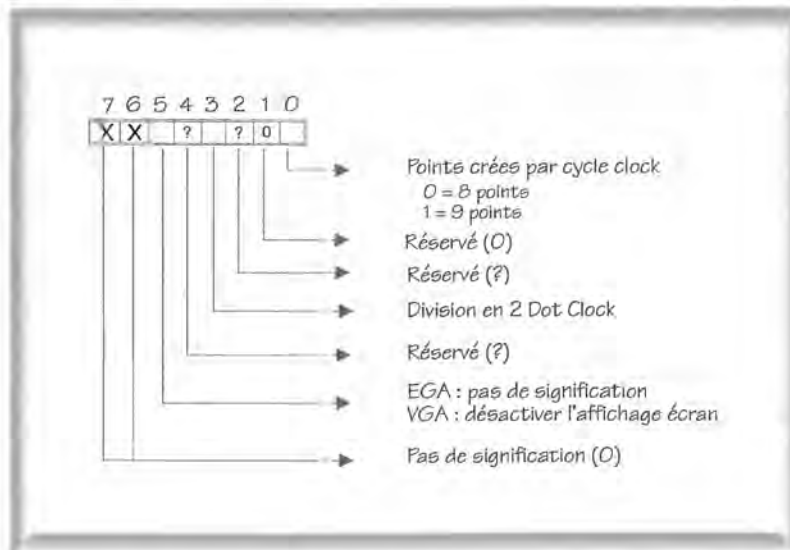 7 6 5 4 3 2 1 0
X X ? ? 0
Points crées par cycle clock
0 = 8 points
1 = 9 points
Réservé (0)
Réservé (?)
Division en 2 Dot Clock
Réservé (?)
EGA : pas de signification
VGA : désactiver l'affichage écran
Pas de signification (0)